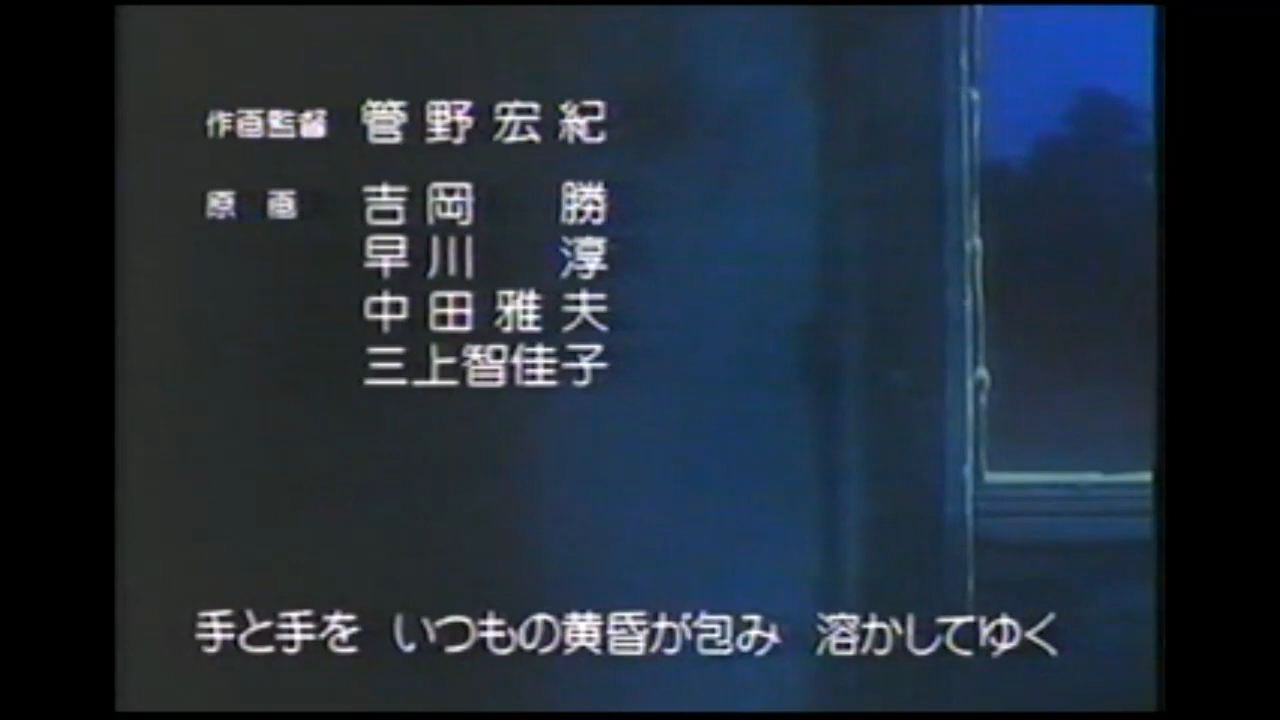 作画監督 管野宏紀
原画 吉岡 勝
早川 淳
中田雅夫
三上智佳子
手と手を いつもの黄昏が包み 溶かしてゆく